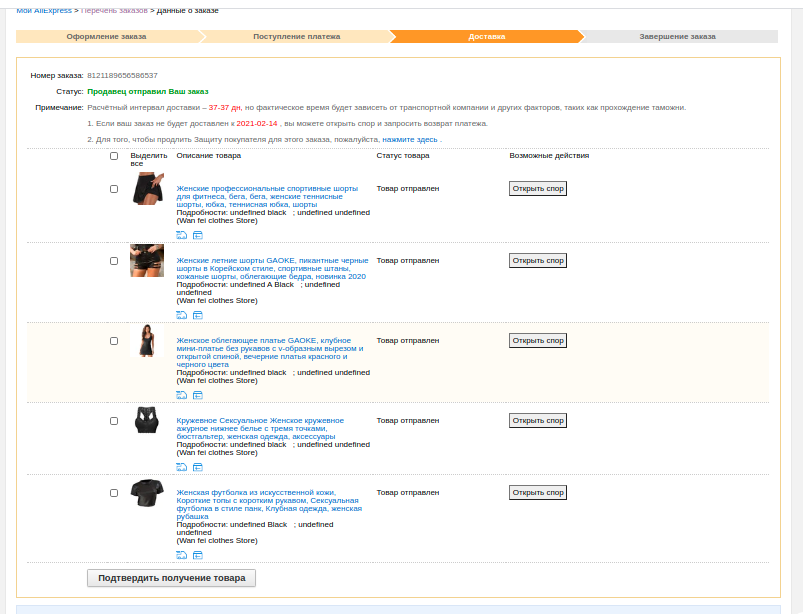 Мой AliExpress > Перечень заказов > Данные о заказе
Оформление заказа Поступление платежа Доставка Завершение заказа
Номер заказа: 8121189656586537
Статус: Продавец отправил Ваш заказ
Примечание: Расчётный интервал доставки – 37-37 дн, но фактическое время будет зависеть от транспортной компании и других факторов, таких как прохождение таможни.
1. Если ваш заказ не будет доставлен к 2021-02-14 , вы можете открыть спор и запросить возврат платежа.
2. Для того, чтобы продлить Защиту покупателя для этого заказа, пожалуйста, нажмите здесь .
Выделить все Описание товара Статус товара Возможные действия
Женские профессиональные спортивные шорты Товар отправлен Открыть спор
для фитнеса, бега, бега, женские теннисные
шорты, юбка, теннисная юбка, шорты
Подробности: undefined black ; undefined undefined
(Wan fei clothes Store)
Женские летние шорты GAOKE, пикантные черные Товар отправлен Открыть спор
шорты в Корейском стиле, спортивные штаны,
кожаные шорты, облегающие бедра, новинка 2020
Подробности: undefined A Black ; undefined
undefined
(Wan fei clothes Store)
Женское облегающее платье GAOKE, клубное Товар отправлен Открыть спор
мини-платье без рукавов с v-образным вырезом и
открытой спиной, вечерние платья красного и
черного цвета
Подробности: undefined black ; undefined undefined
(Wan fei clothes Store)
Кружевное Сексуальное Женское кружевное Товар отправлен Открыть спор
ажурное нижнее белье с тремя точками,
бюстгальтер, женская одежда, аксессуары
Подробности: undefined black ; undefined undefined
(Wan fei clothes Store)
Женская футболка из искусственной кожи, Товар отправлен Открыть спор
Короткие топы с коротким рукавом, Сексуальная
футболка в стиле панк, Клубная одежда, женская
рубашка
Подробности: undefined Black ; undefined
undefined
(Wan fei clothes Store)
Подтвердить получение товара